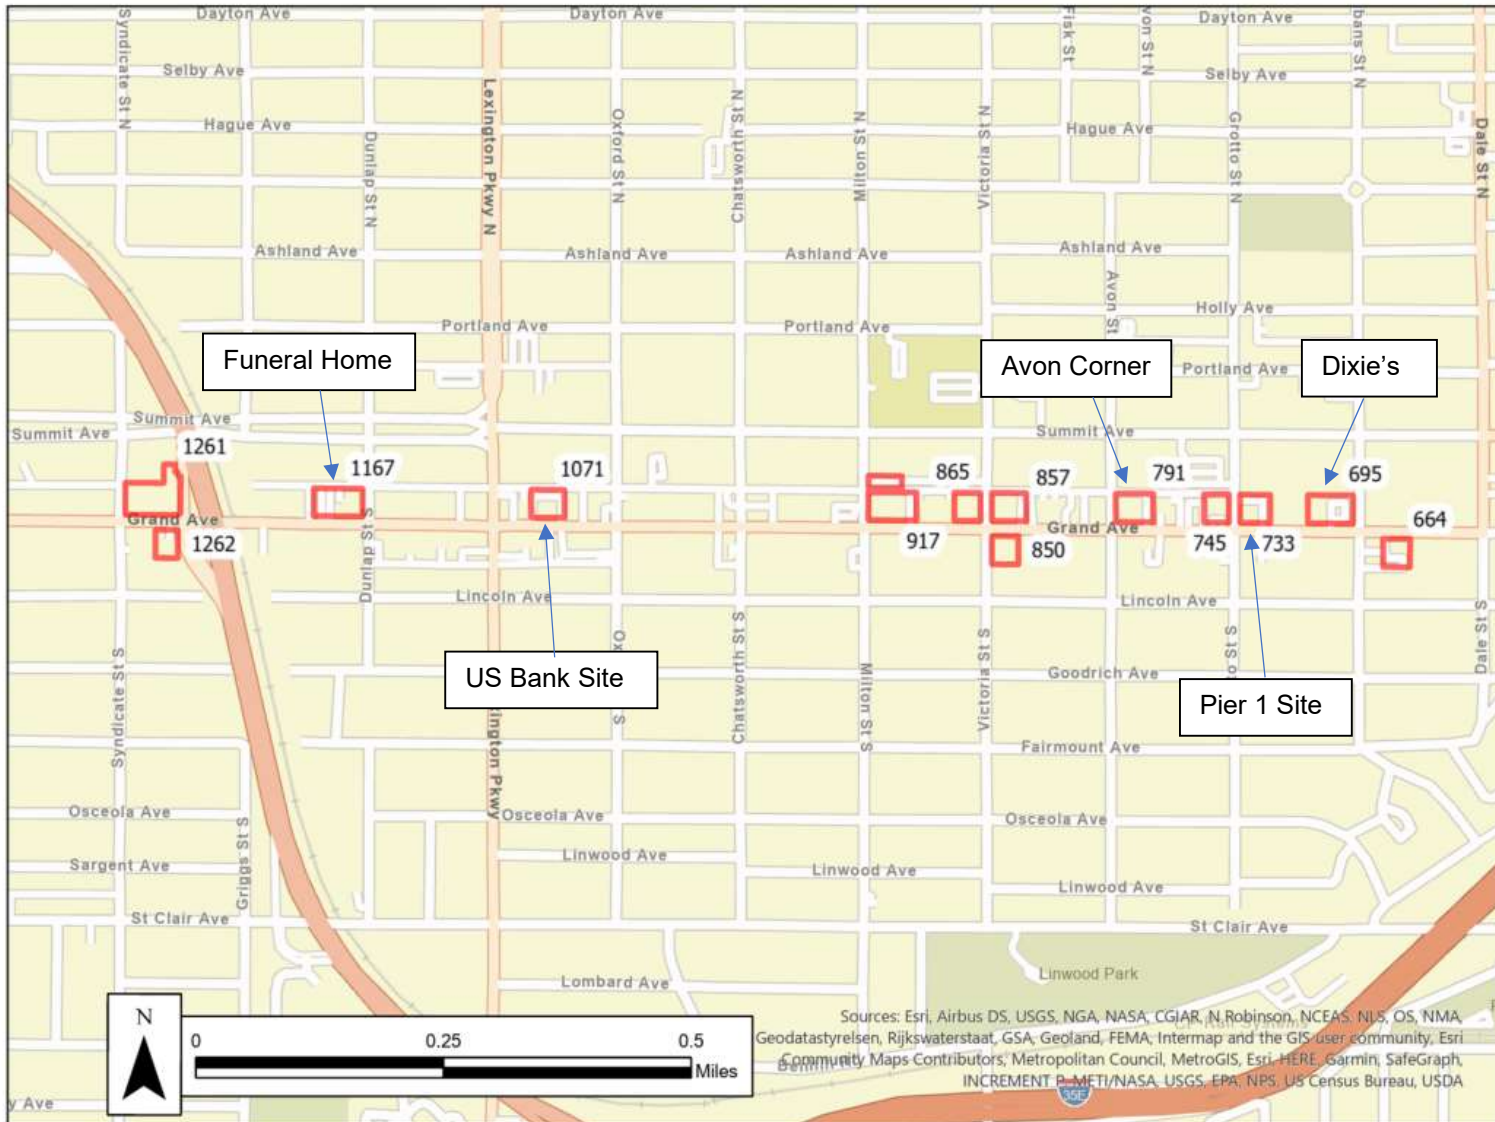 Dayton Ave
Dayton Ave
Dayton Ave
Syndicate St N
Fisk St
von St N
bans St N
Selby Ave
Selby Ave
Lexington Pkwy N
Oxford St N
Chatsworth St N
N Milton St
Victoria St N
Grotto St N
Dale St N
Hague Ave
Hague Ave
Dunlap St N
Ashland Ave
Ashland Ave
Ashland Ave
Ashland Ave
Avon St
Holly Ave
Portland Ave
Portland Ave
Portland Ave
Funeral Home
Avon Corner
Dixie's
Summit Ave
Summit Ave
Summit Ave
1261
1167
1071
865
857
791
695
Grand Ave
Grand Ave
1262
917
850
745
733
664
Dunlap St S
Lincoln Ave
Lincoln Ave
US Bank Site
Pier 1 Site
Goodrich Ave
Syndicate St S
Chatsworth St S
Milton St S
Victoria St S
Dale St S
Ox
S
ington Pkwy
Fairmount Ave
Osceola Ave
Osceola Ave
Osceola Ave
Griggs St S
Sargent Ave
Linwood Ave
Linwood Ave
Linwood Ave
St Clair Ave
St Clair Ave
Lombard Ave
Linwood Park
N
0
0.25
0.5
Miles
y Ave
35E
Sources: Esri, Airbus DS, USGS, NGA, NASA, CGIAR, N Robinson, NCEAS, NLS, OS, NMA,
Geodatastyrelsen, Rijkswaterstaat, GSA, Geoland, FEMA, Intermap and the GIS user community, Esri
Community Maps Contributors, Metropolitan Council, MetroGIS, Esri, HERE, Garmin, SafeGraph,
INCREMENT P, METI/NASA, USGS, EPA, NPS, US Census Bureau, USDA